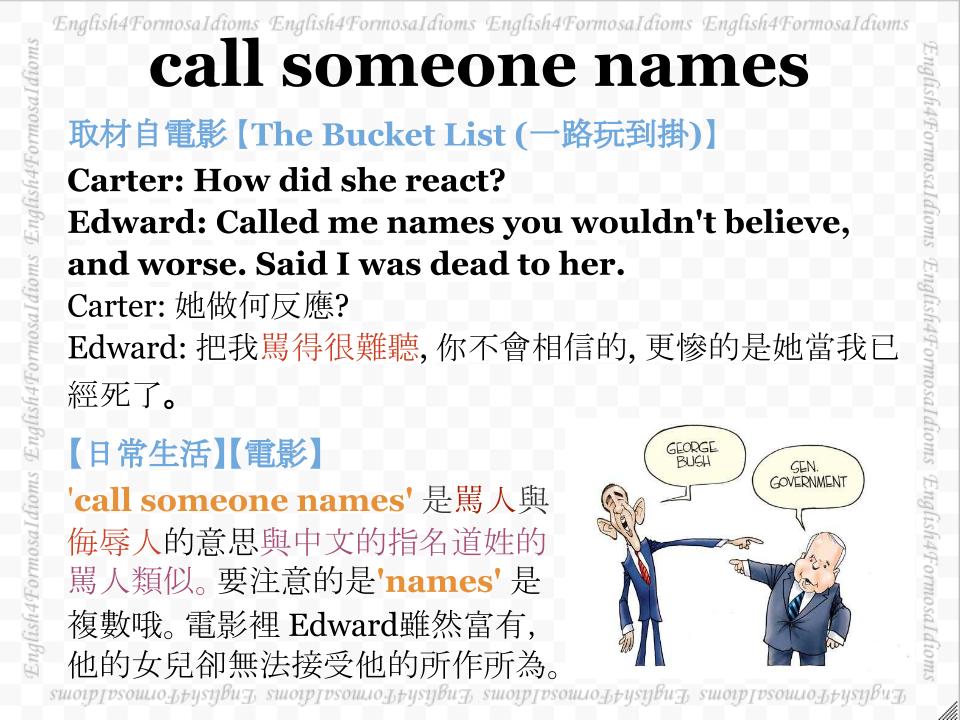 English4FormosaIdioms English4FormosaIdioms English4FormosaIdioms English4FormosaIdioms
call someone names
取材自電影【The Bucket List (一路玩到掛)】
Carter: How did she react?
Edward: Called me names you wouldn't believe,
and worse. Said I was dead to her.
Carter: 她做何反應?
Edward: 把我罵得很難聽, 你不會相信的, 更慘的是她當我已
經死了。
【日常生活】【電影】
'call someone names' 是罵人與
侮辱人的意思與中文的指名道姓的
罵人類似。要注意的是'names' 是
複數哦。電影裡 Edward雖然富有,
他的女兒卻無法接受他的所作所為。
GEORGE
BUSH
SEN.
GOVERNMENT
English4FormosaIdioms English4FormosaIdioms English4FormosaIdioms
English4FormosaIdioms English4FormosaIdioms English4FormosaIdioms
English4FormosaIdioms English4FormosaIdioms English4FormosaIdioms English4FormosaIdioms